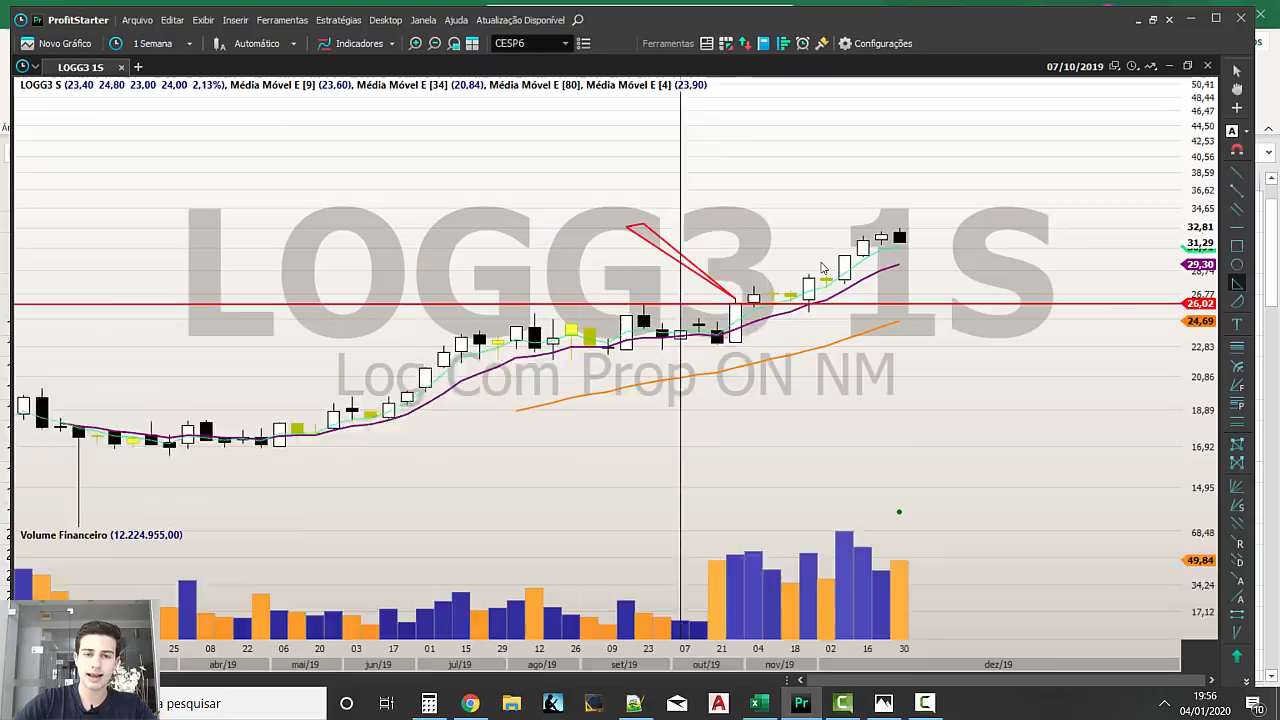 ProfitStarter Arquivo Editar Exibir Inserir Ferramentas Estratégias Desktop Janela Ajuda Atualização Disponível
Novo Gráfico 1 Semana Automático Indicadores CESP6 Ferramentas Configurações
LOGG3 1S 07/10/2019
LOGG3 S (23,40 24,80 23,00 24,00 2,13%), Média Móvel E [9] (23,60), Média Móvel E [34] (20,84), Média Móvel E [80], Média Móvel E [4] (23,90)
50,41
48,44
46,47
44,50
42,53
40,56
38,59
36,62
34,65
32,81
31,29
29,30
28,74
26,77
26,02
24,69
22,83
20,86
18,89
16,92
14,95
LOGG3 1S
Log Com Prop ON NM
Volume Financeiro (12.224.955,00)
68,48
49,84
34,24
17,12
25 08 22 06 20 03 17 01 15 29 12 26 09 23 07 21 04 18 02 16 30
abr/19 mai/19 jun/19 jul/19 ago/19 set/19 out/19 nov/19 dez/19
a pesquisar
19:56
04/01/2020